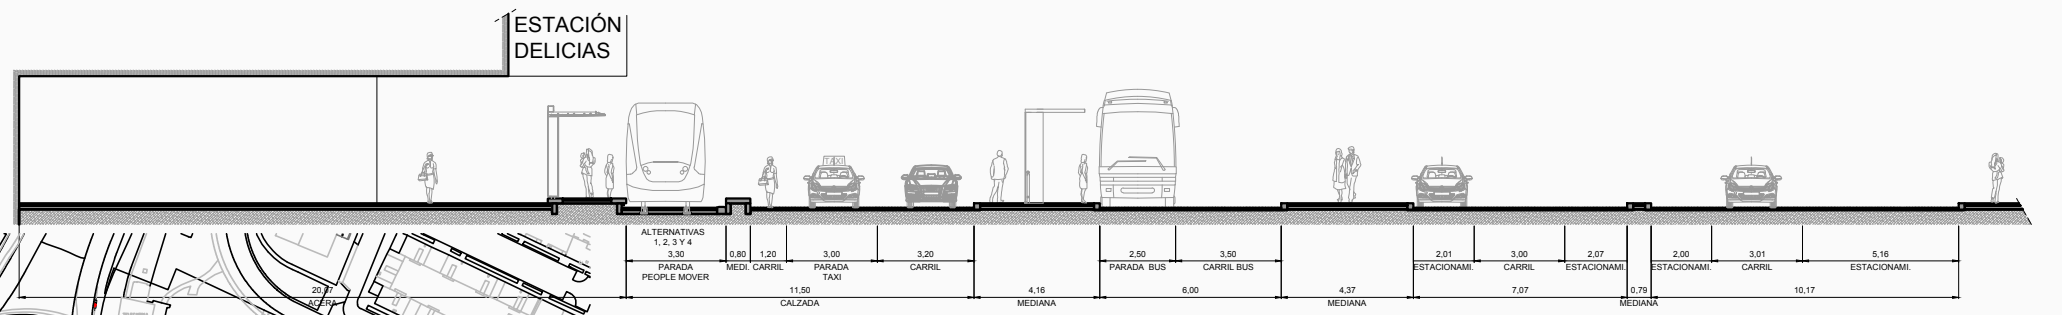 ESTACIÓN
DELICIAS
TAXI
ALTERNATIVAS
1, 2, 3 Y 4
3,30 0,80 1,20 3,00 3,20 2,50 3,50 2,01 3,00 2,07 2,00 3,01 5,16
PARADA MEDI. CARRIL PARADA CARRIL PARADA BUS CARRIL BUS ESTACIONAMI. CARRIL ESTACIONAMI. ESTACIONAMI. CARRIL ESTACIONAMI.
PEOPLE MOVER TAXI
20,67 11,50 4,16 6,00 4,37 7,07 0,79 10,17
ACERA CALZADA MEDIANA MEDIANA MEDIANA